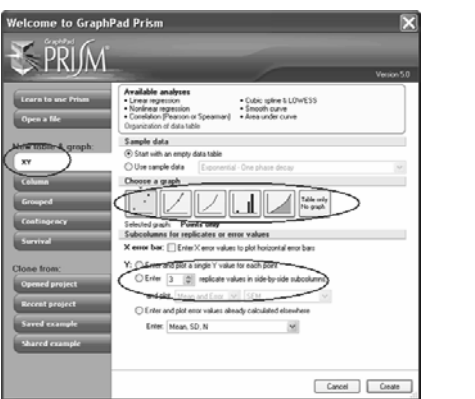 Welcome to GraphPad Prism
GraphPad
PRISM
Version 5.0
Learn to use Prism
Open a file
New table & graph:
XY
Column
Grouped
Contingency
Survival
Clone from:
Opened project
Recent project
Saved example
Shared example
Available analyses
• Linear regression
• Nonlinear regression
• Correlation (Pearson or Spearman)
• Cubic spline & LOWESS
• Smooth curve
• Area under curve
Organization of data table
Sample data
Start with an empty data table
Use sample data Exponential - One phase decay
Choose a graph
Table only
No graph
Selected graph: Points only
Subcolumns for replicates or error values
X error bar: Enter X error values to plot horizontal error bars
Y: Enter and plot a single Y value for each point
Enter 3 replicate values in side-by-side subcolumns
and plot Mean and Error SEM
Enter and plot error values already calculated elsewhere
Enter: Mean, SD, N
Cancel Create